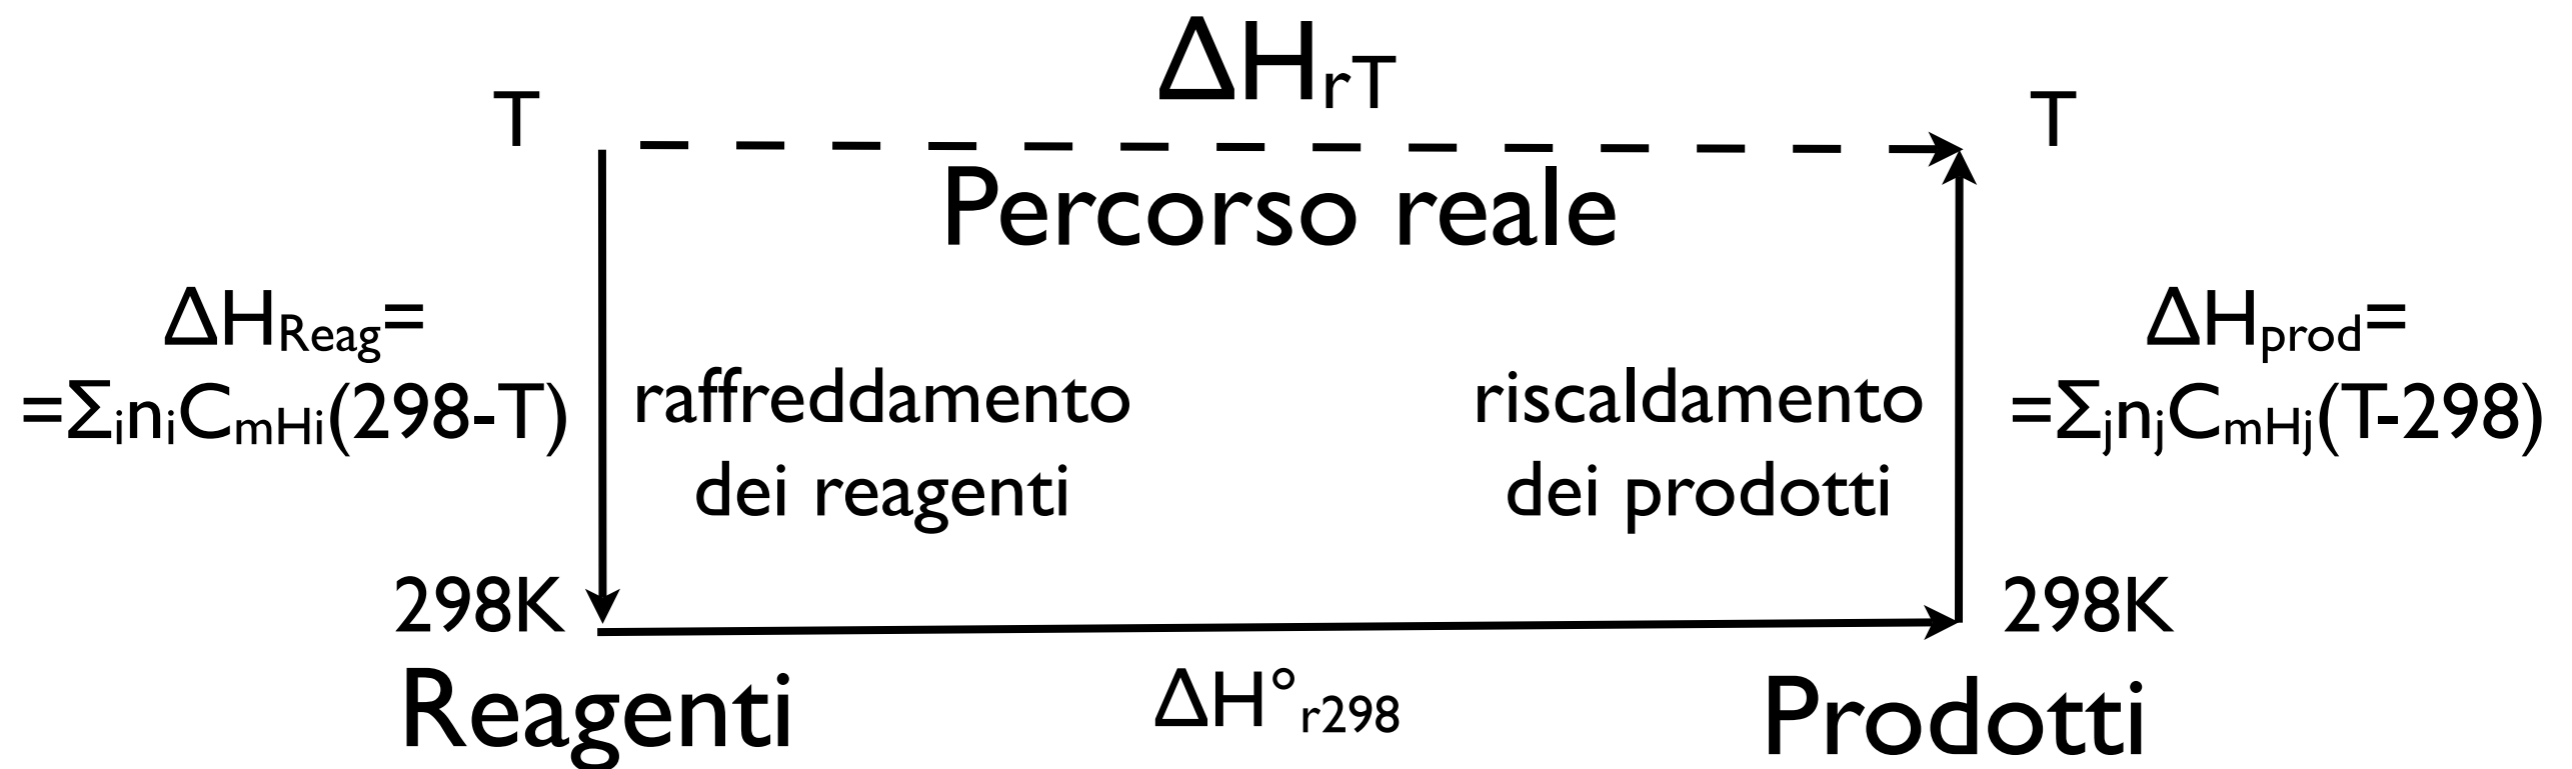 ΔHrT
T
T
Percorso reale
ΔHReag=
=ΣiniCmHi(298-T)
raffreddamento
dei reagenti
riscaldamento
dei prodotti
ΔHprod=
=ΣjnjCmHj(T-298)
298K
298K
Reagenti
ΔH°r298
Prodotti